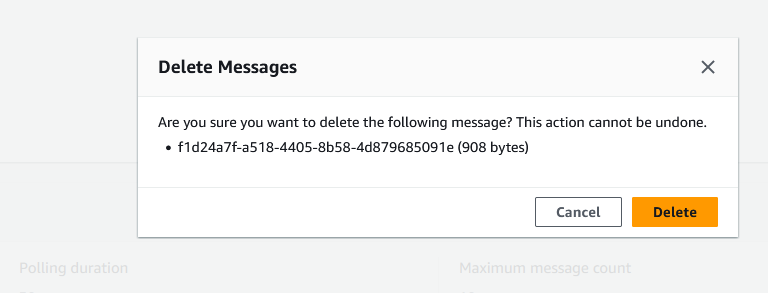 Delete Messages
Are you sure you want to delete the following message? This action cannot be undone.
• f1d24a7f-a518-4405-8b58-4d879685091e (908 bytes)
Cancel Delete
Polling duration Maximum message count